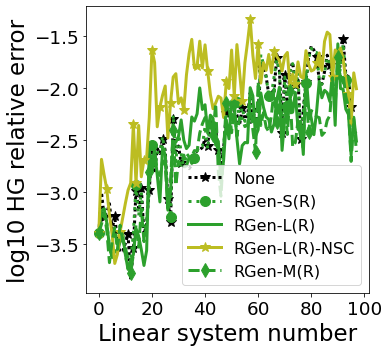 log10 HG relative error
−1.5
−2.0
−2.5
−3.0
−3.5
None
RGen-S(R)
RGen-L(R)
RGen-L(R)-NSC
RGen-M(R)
0 20 40 60 80 100
Linear system number